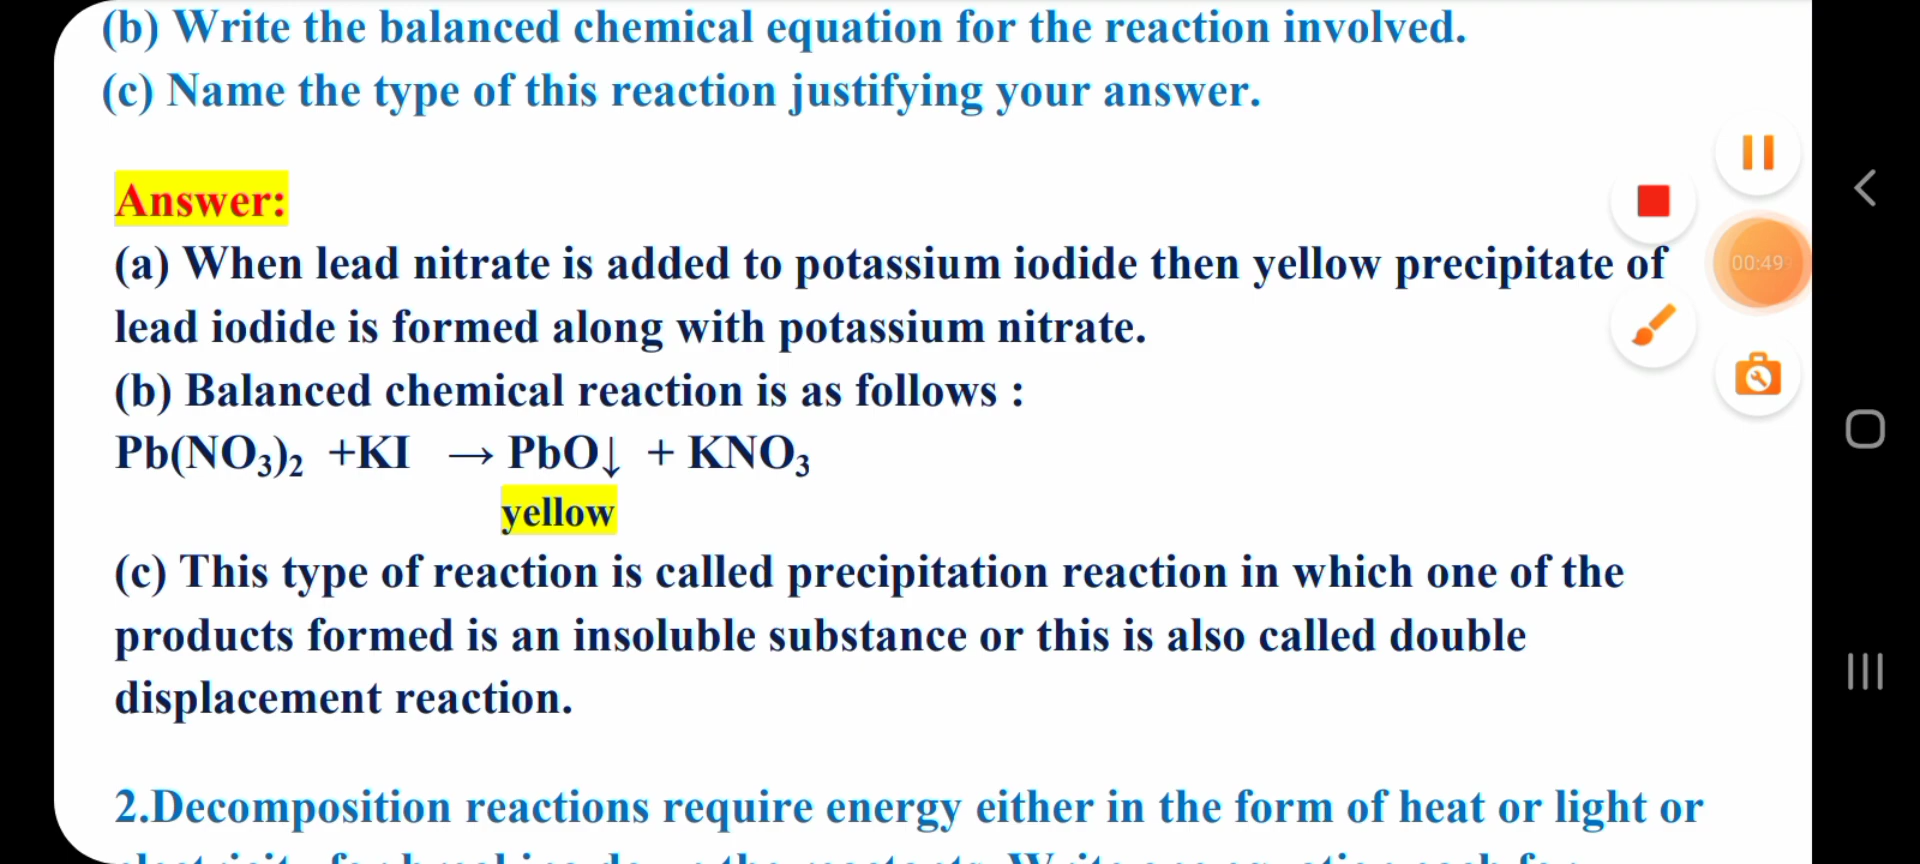 (b) Write the balanced chemical equation for the reaction involved.
(c) Name the type of this reaction justifying your answer.
Answer:
(a) When lead nitrate is added to potassium iodide then yellow precipitate of
lead iodide is formed along with potassium nitrate.
(b) Balanced chemical reaction is as follows :
Pb(NO₃)₂ +KI → PbO↓ + KNO₃
yellow
(c) This type of reaction is called precipitation reaction in which one of the
products formed is an insoluble substance or this is also called double
displacement reaction.
2.Decomposition reactions require energy either in the form of heat or light or
00:49